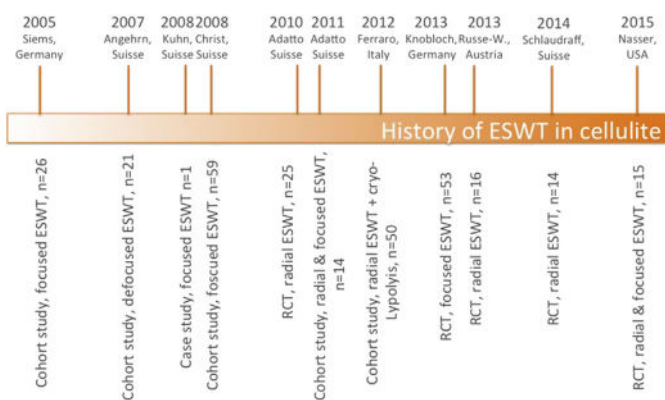 2005
Siems,
Germany
2007
Angehrn,
Suisse
2008
Kuhn,
Suisse
2008
Christ,
Suisse
2010
Adatto
Suisse
2011
Adatto
Suisse
2012
Ferraro,
Italy
2013
Knobloch,
Germany
2013
Russe-W.,
Austria
2014
Schlaudraff,
Suisse
2015
Nasser,
USA
History of ESWT in cellulite
Cohort study, focused ESWT, n=26
Cohort study, defocused ESWT, n=21
Case study, focused ESWT n=1
Cohort study, foscued ESWT, n=59
RCT, radial ESWT, n=25
Cohort study, radial & focused ESWT,
n=14
Cohort study, radial ESWT + cryo-
Lypolyis, n=50
RCT, focused ESWT, n=53
RCT, radial ESWT, n=16
RCT, radial ESWT, n=14
RCT, radial & focused ESWT, n=15